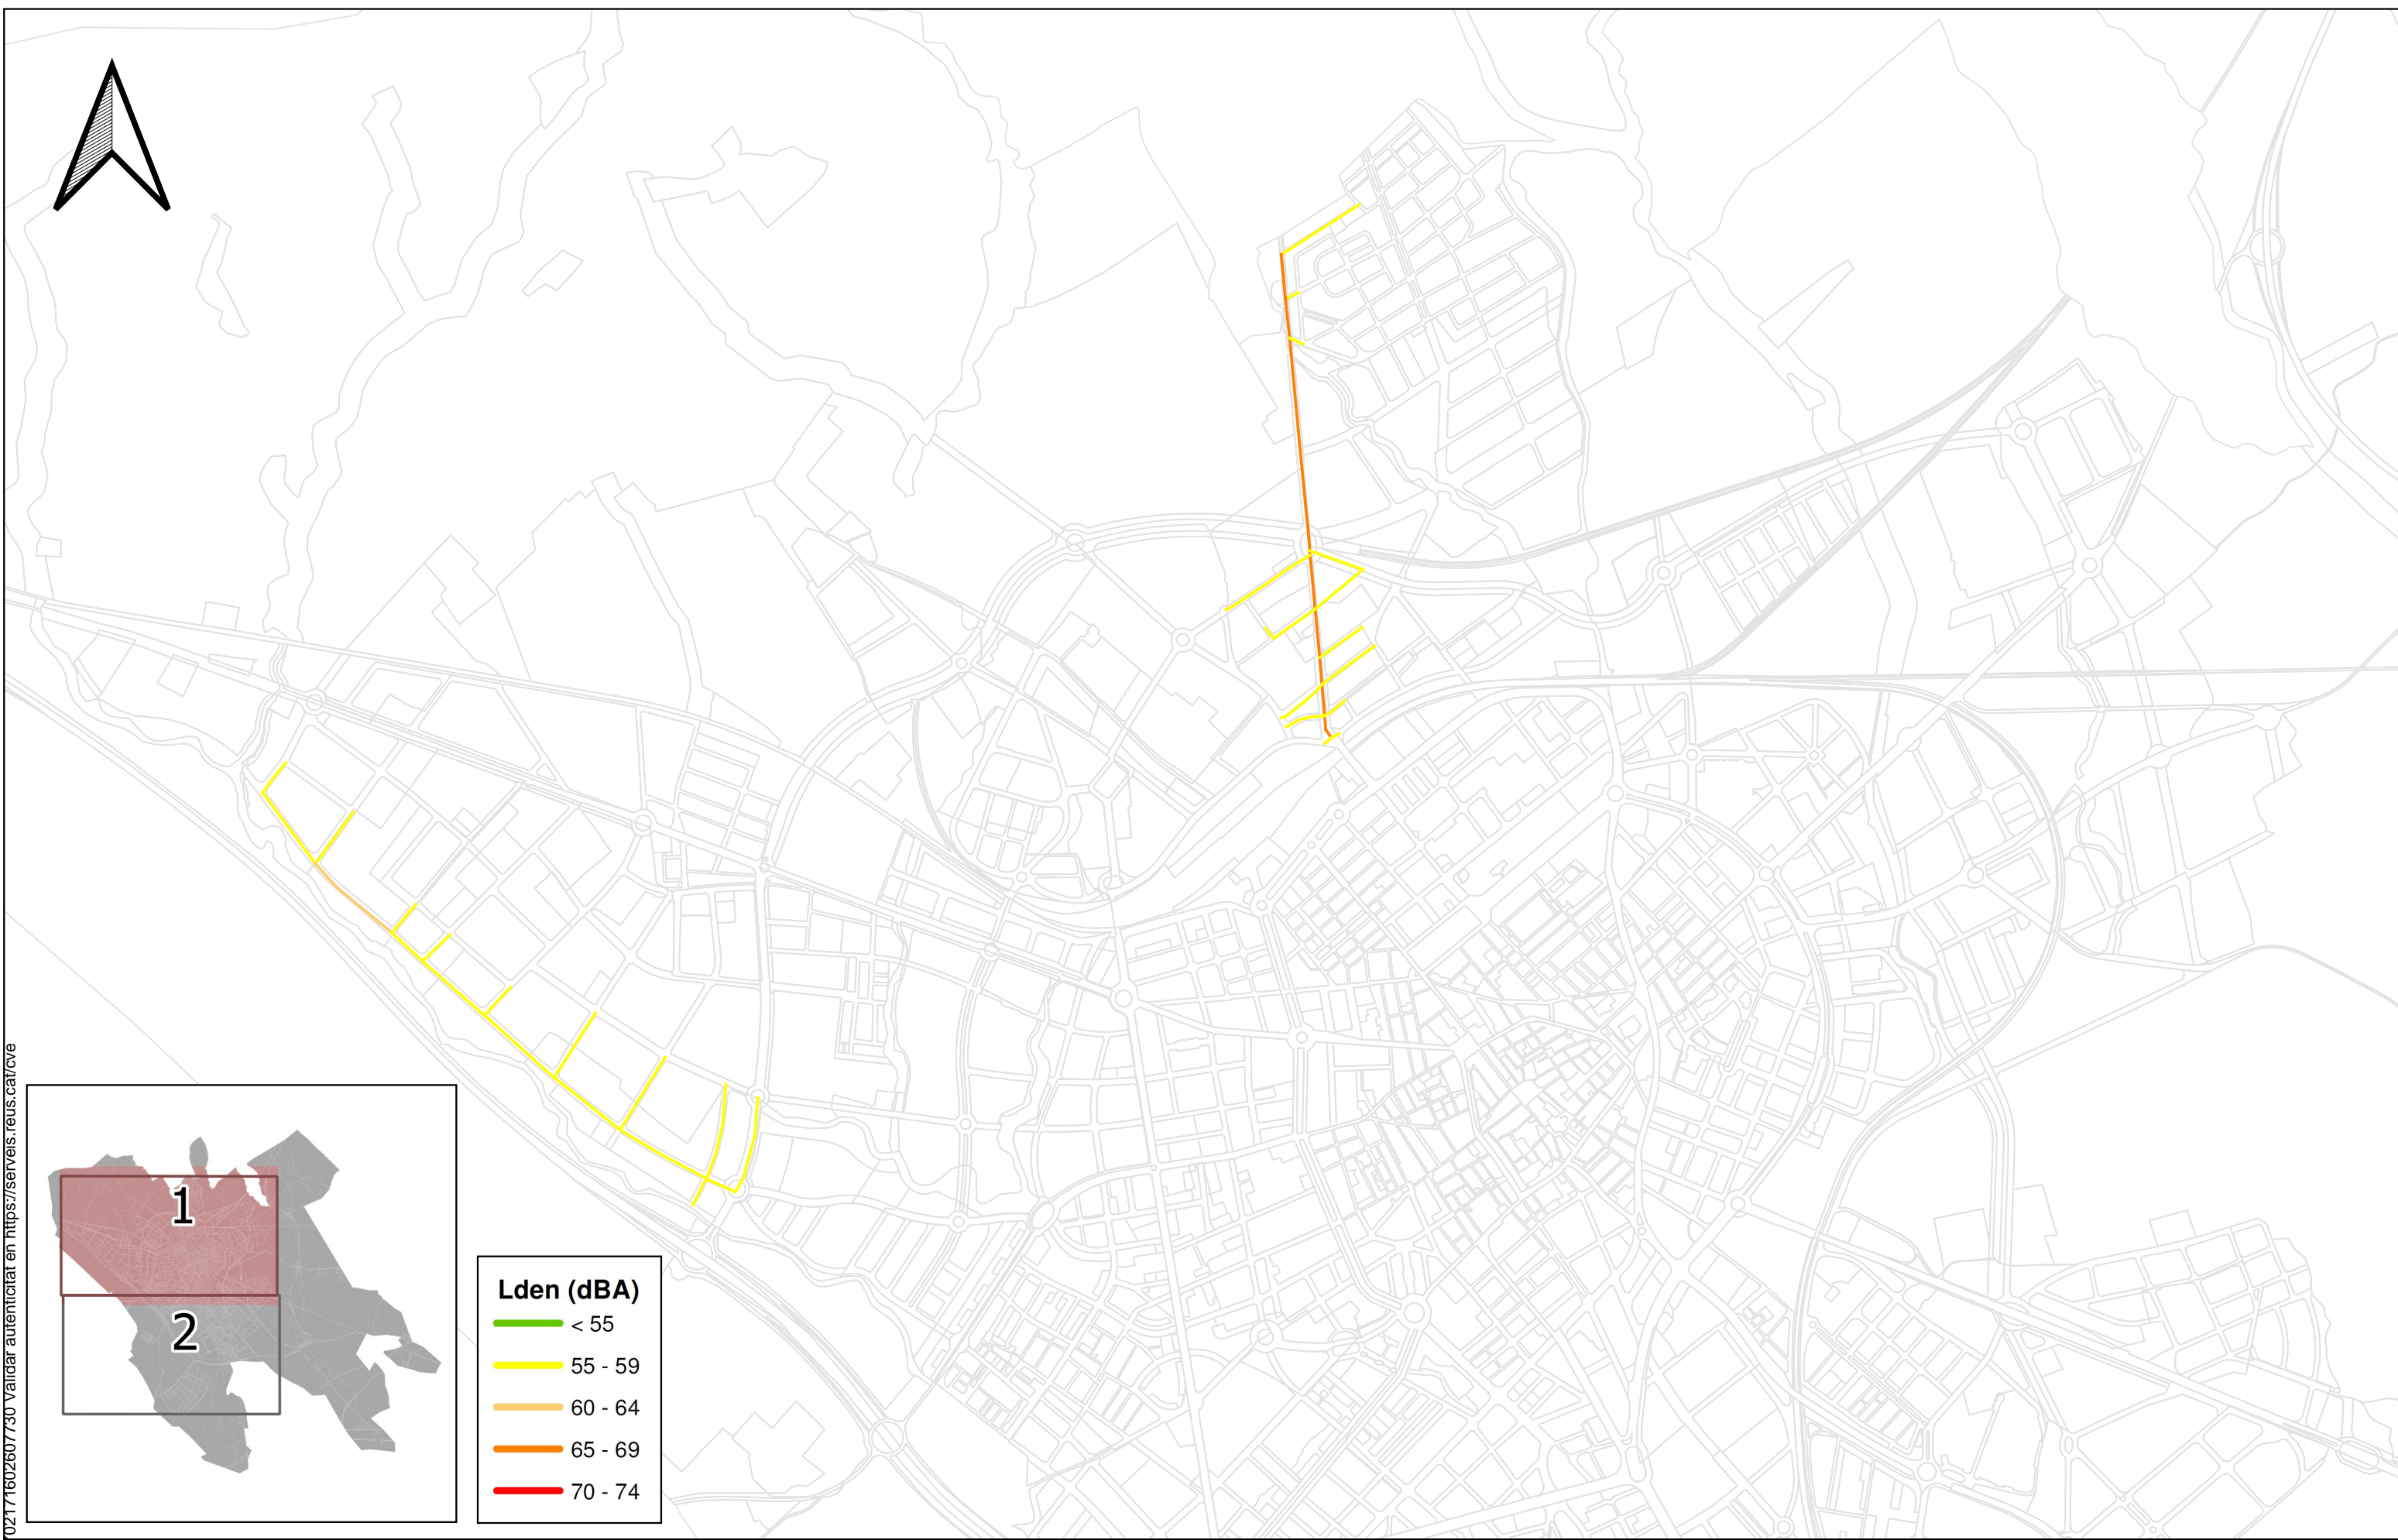 021716026607730 Validar autenticitat en https://serveis.reus.cat/cve
1
2
Lden (dBA)
< 55
55 - 59
60 - 64
65 - 69
70 - 74